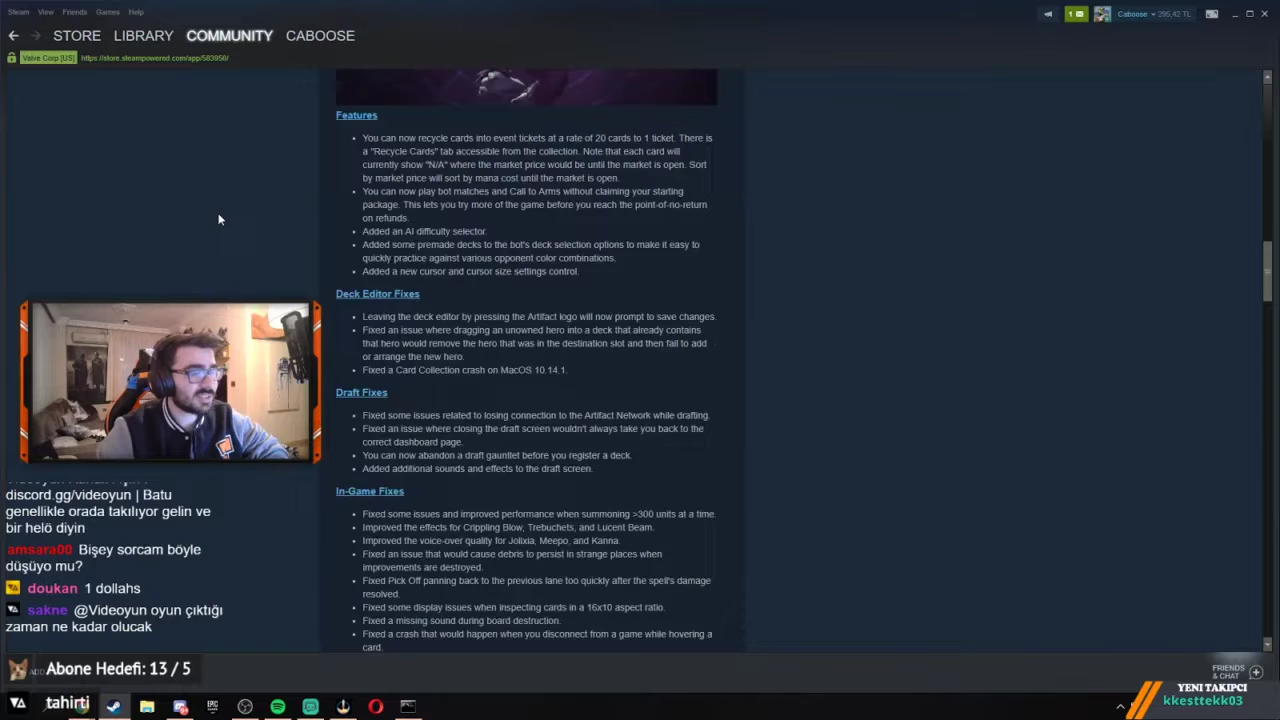 Steam View Friends Games Help
1 Caboose 295,42 TL
STORE LIBRARY COMMUNITY CABOOSE
Valve Corp [US] https://store.steampowered.com/app/583950/
Features
You can now recycle cards into event tickets at a rate of 20 cards to 1 ticket. There is
a "Recycle Cards" tab accessible from the collection. Note that each card will
currently show "N/A" where the market price would be until the market is open. Sort
by market price will sort by mana cost until the market is open.
You can now play bot matches and Call to Arms without claiming your starting
package. This lets you try more of the game before you reach the point-of-no-return
on refunds.
Added an AI difficulty selector.
Added some premade decks to the bot's deck selection options to make it easy to
quickly practice against various opponent color combinations.
Added a new cursor and cursor size settings control.
Deck Editor Fixes
Leaving the deck editor by pressing the Artifact logo will now prompt to save changes.
Fixed an issue where dragging an unowned hero into a deck that already contains
that hero would remove the hero that was in the destination slot and then fail to add
or arrange the new hero.
Fixed a Card Collection crash on MacOS 10.14.1.
Draft Fixes
Fixed some issues related to losing connection to the Artifact Network while drafting.
Fixed an issue where closing the draft screen wouldn't always take you back to the
correct dashboard page.
You can now abandon a draft gauntlet before you register a deck.
Added additional sounds and effects to the draft screen.
In-Game Fixes
Fixed some issues and improved performance when summoning >300 units at a time.
Improved the effects for Crippling Blow, Trebuchets, and Lucent Beam.
Improved the voice-over quality for Jolixia, Meepo, and Kanna.
Fixed an issue that would cause debris to persist in strange places when
improvements are destroyed.
Fixed Pick Off panning back to the previous lane too quickly after the spell's damage
resolved.
Fixed some display issues when inspecting cards in a 16x10 aspect ratio.
Fixed a missing sound during board destruction.
Fixed a crash that would happen when you disconnect from a game while hovering a
card.
discord.gg/videoyun | Batu
genellikle orada takılıyor gelin ve
bir helö diyin
amsara00 Bişey sorcam böyle
düşüyo mu?
doukan 1 dollahs
sakne @Videoyun oyun çıktığı
zaman ne kadar olucak
Abone Hedefi: 13 / 5
FRIENDS
& CHAT
tahirti
EPIC
YENİ TAKIPCI
kkesttekk03